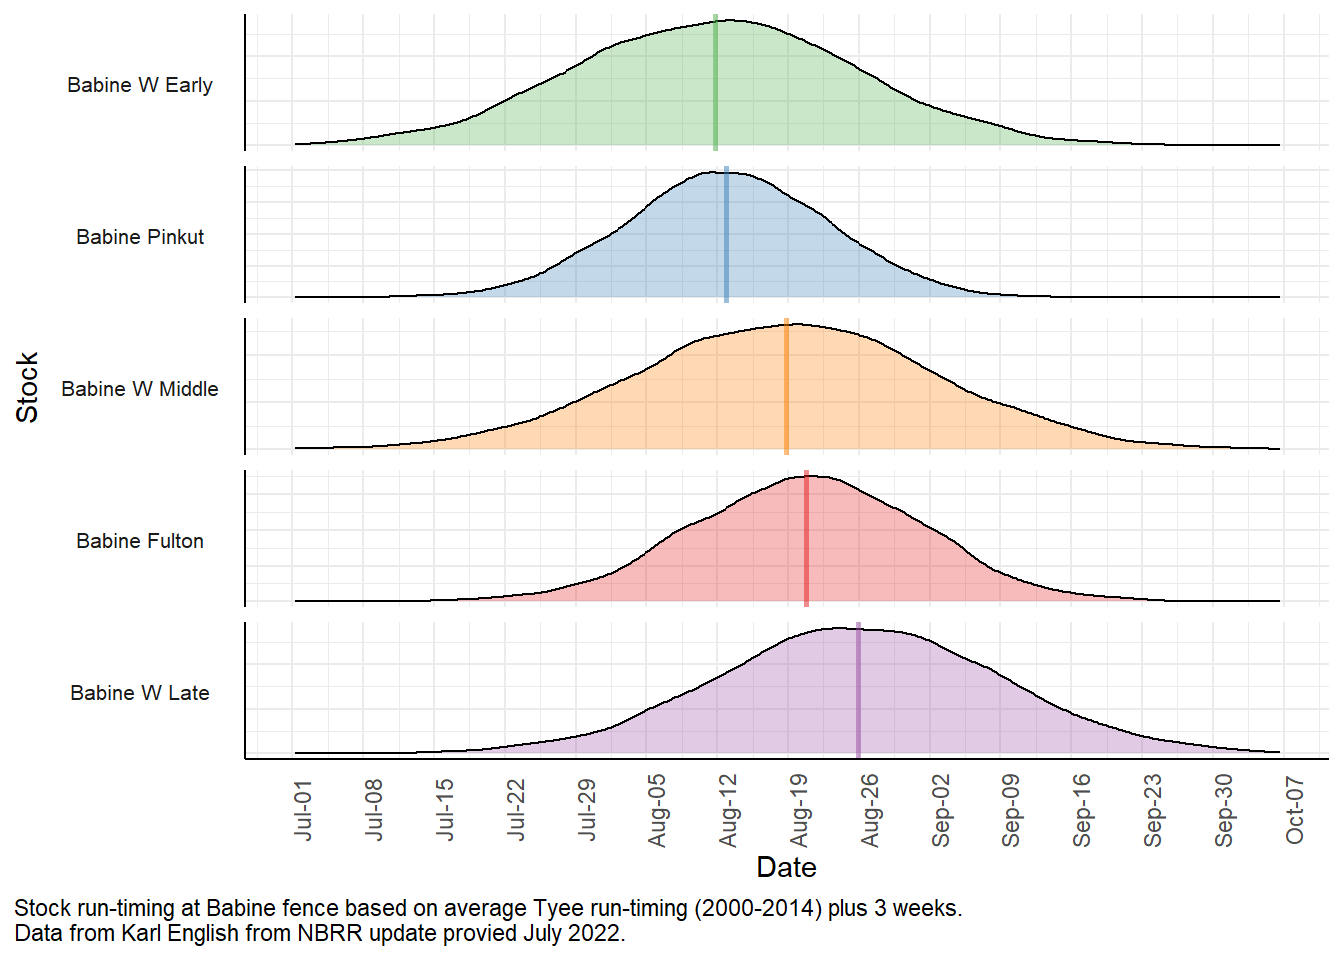 Babine W Early
Babine Pinkut
Babine W Middle
Babine Fulton
Babine W Late
Stock
Jul-01
Jul-08
Jul-15
Jul-22
Jul-29
Aug-05
Aug-12
Aug-19
Aug-26
Sep-02
Sep-09
Sep-16
Sep-23
Sep-30
Oct-07
Date
Stock run-timing at Babine fence based on average Tyee run-timing (2000-2014) plus 3 weeks.
Data from Karl English from NBRR update provied July 2022.